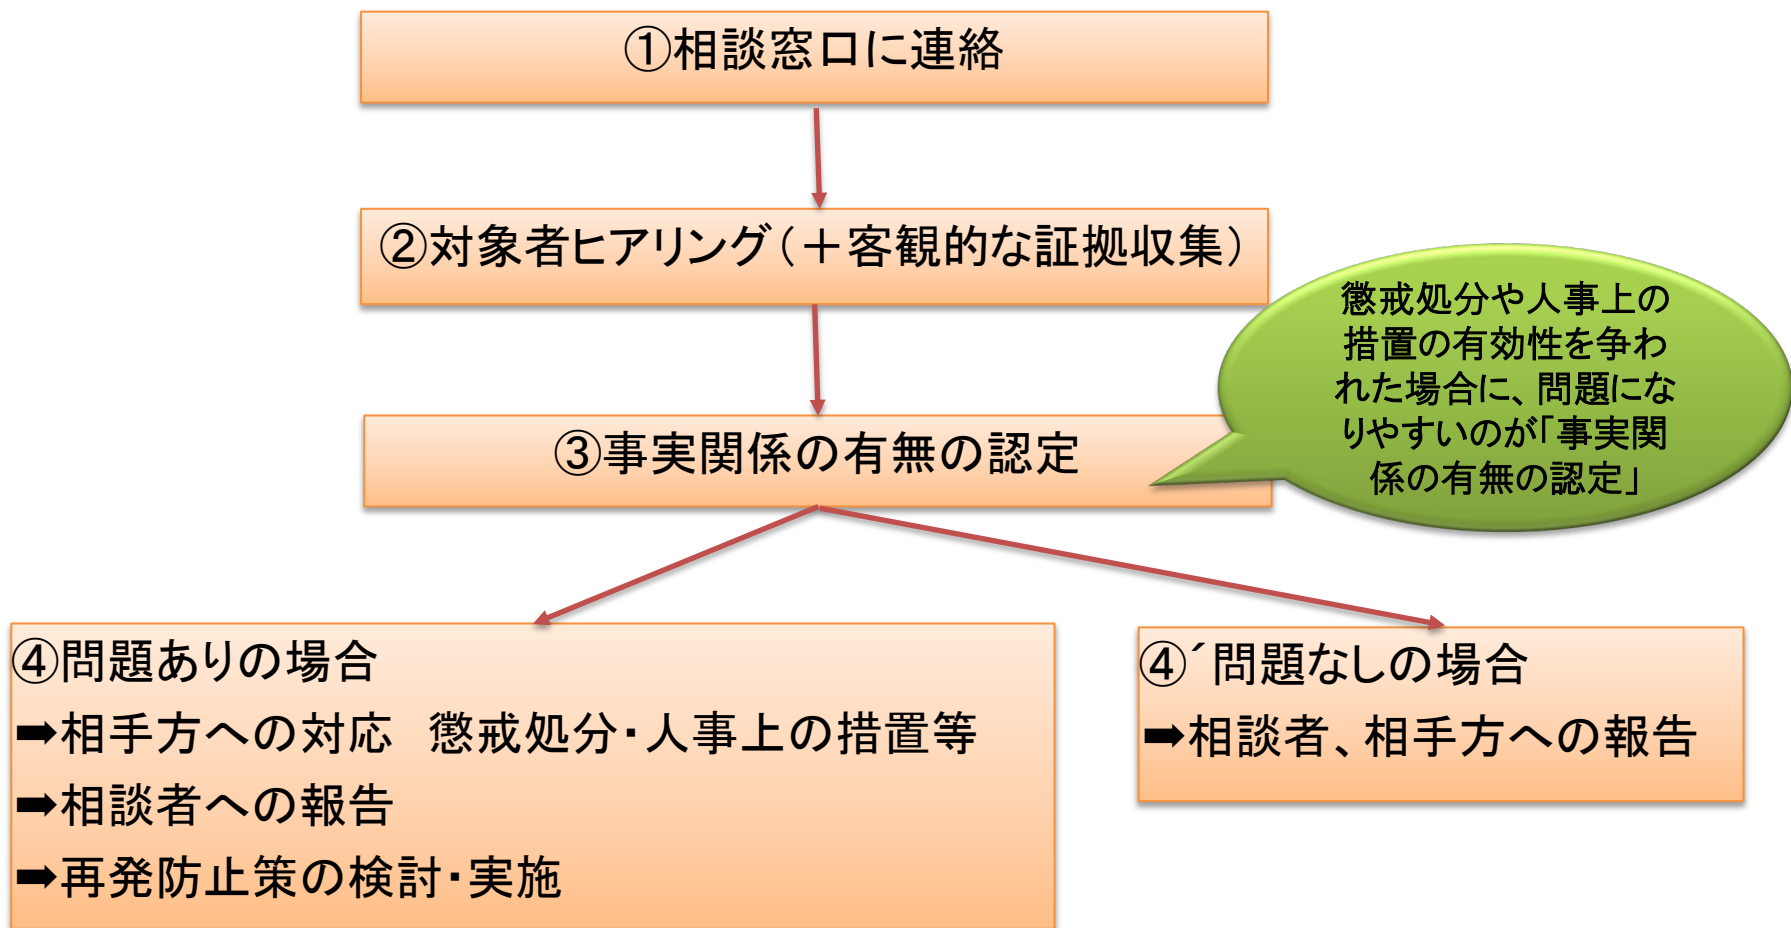 ①相談窓口に連絡
②対象者ヒアリング（＋客観的な証拠収集）
懲戒処分や人事上の
措置の有効性を争わ
れた場合に、問題にな
りやすいのが「事実関
係の有無の認定」
③事実関係の有無の認定
④問題ありの場合
➡相手方への対応　懲戒処分・人事上の措置等
➡相談者への報告
➡再発防止策の検討・実施
④´問題なしの場合
➡相談者、相手方への報告